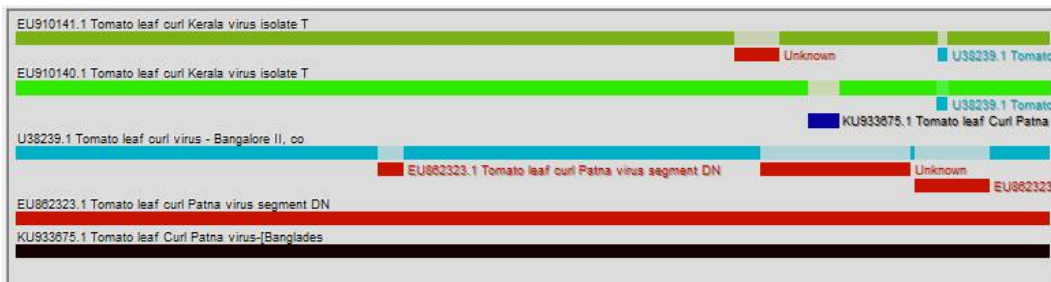 EU910141.1 Tomato leaf curl Kerala virus isolate T
Unknown
U38239.1 Tomato
EU910140.1 Tomato leaf curl Kerala virus isolate T
U38239.1 Tomato
KU933675.1 Tomato leaf Curl Patna
U38239.1 Tomato leaf curl virus - Bangalore II, co
EU862323.1 Tomato leaf curl Patna virus segment DN
Unknown
EU862323
EU862323.1 Tomato leaf curl Patna virus segment DN
KU933675.1 Tomato leaf Curl Patna virus-[Banglades